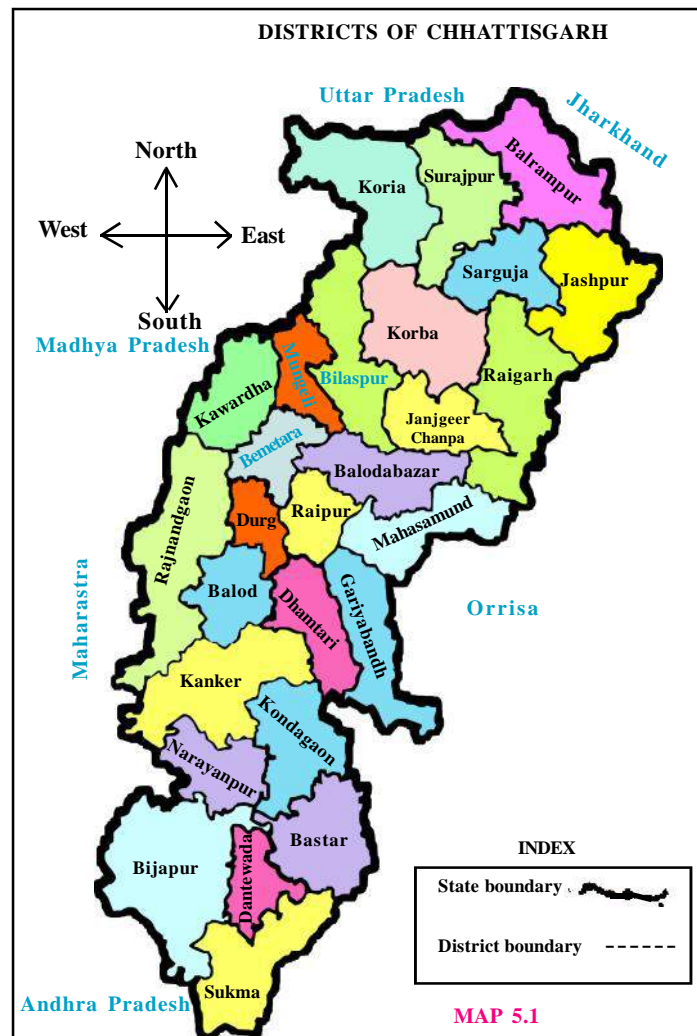 DISTRICTS OF CHHATTISGARH
Uttar Pradesh
Jharkhand
North
West
East
South
Madhya Pradesh
Koria
Surajpur
Balrampur
Sarguja
Jashpur
Korba
Raigarh
Mungeli
Bilaspur
Kawardha
Janjgeer
Chanpa
Bemetara
Balodabazar
Rajnandgaon
Durg
Raipur
Mahasamund
Maharastra
Balod
Dhamtari
Gariyabandh
Orrisa
Kanker
Kondagaon
Narayanpur
Bastar
Bijapur
Dantewada
Sukma
Andhra Pradesh
INDEX
State boundary
District boundary
MAP 5.1